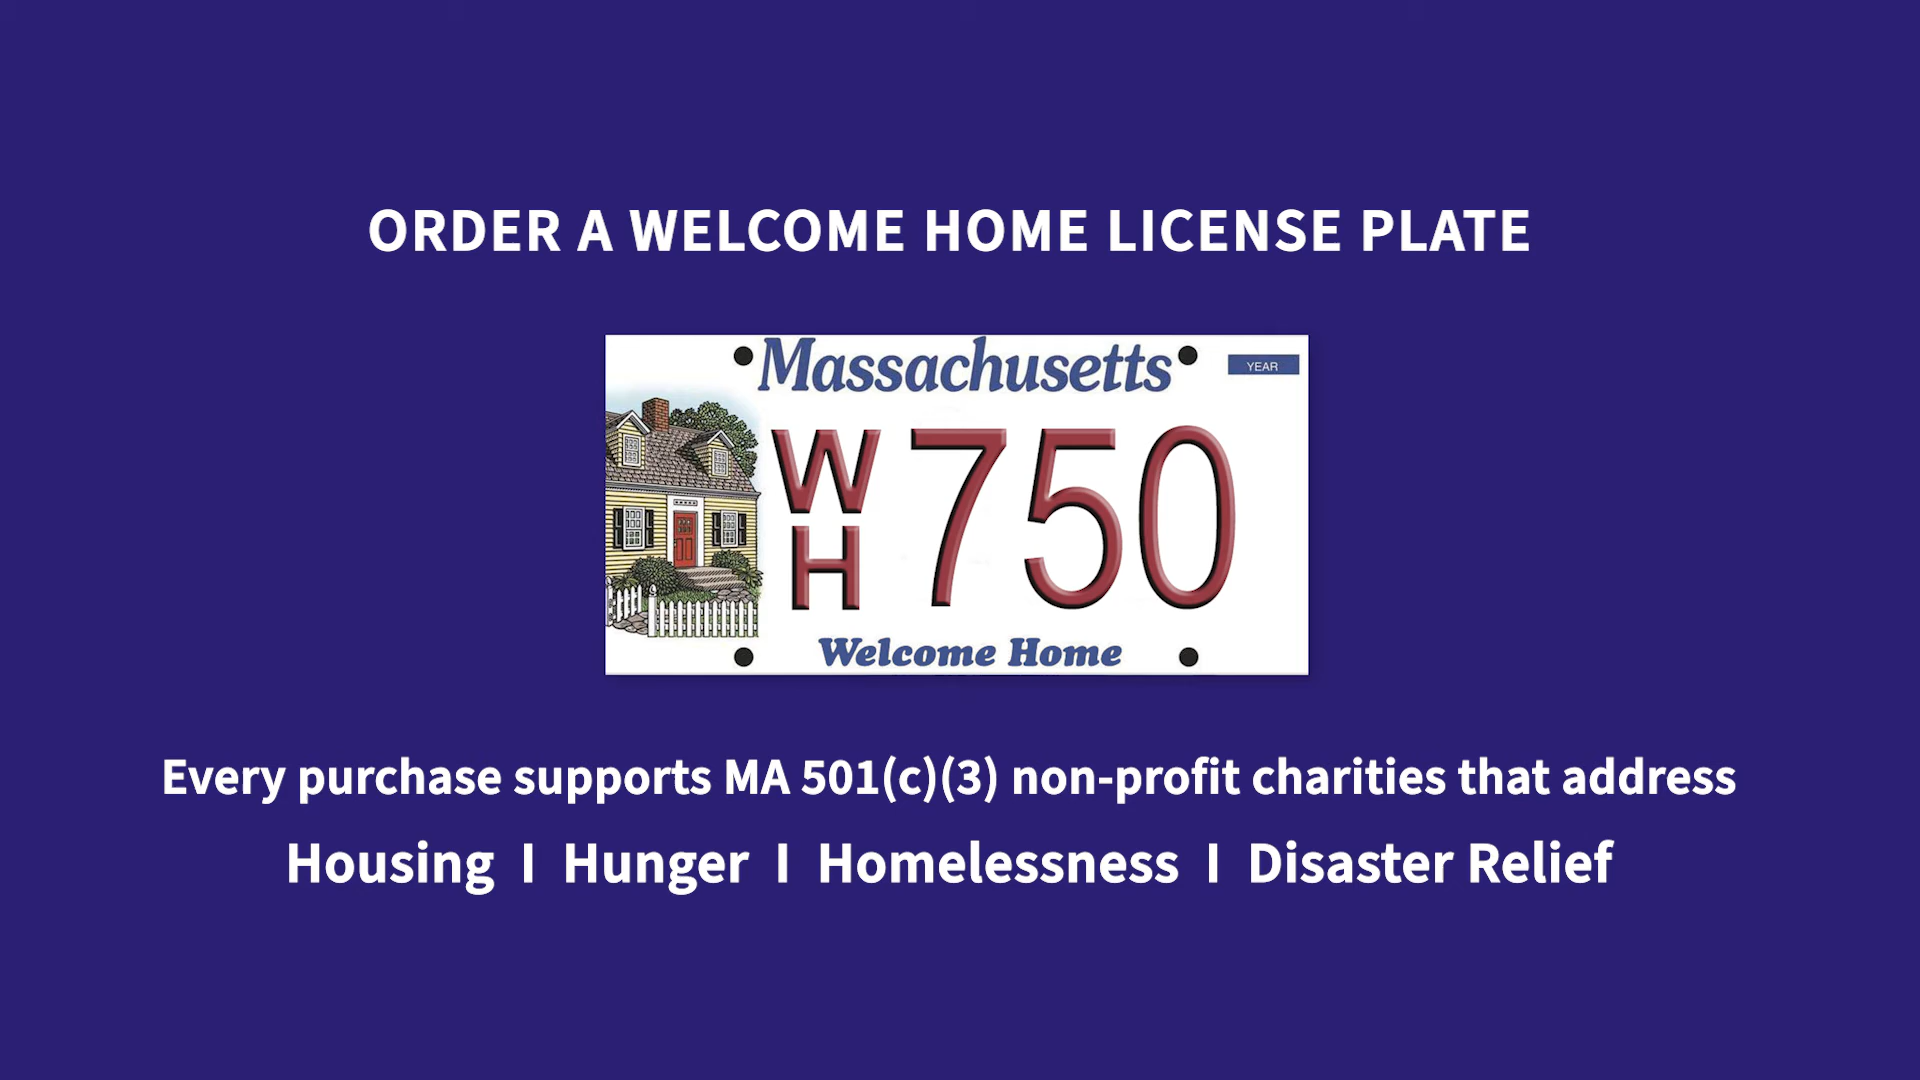 ORDER A WELCOME HOME LICENSE PLATE
Massachusetts
YEAR
WH 750
Welcome Home
Every purchase supports MA 501(c)(3) non-profit charities that address
Housing I Hunger I Homelessness I Disaster Relief